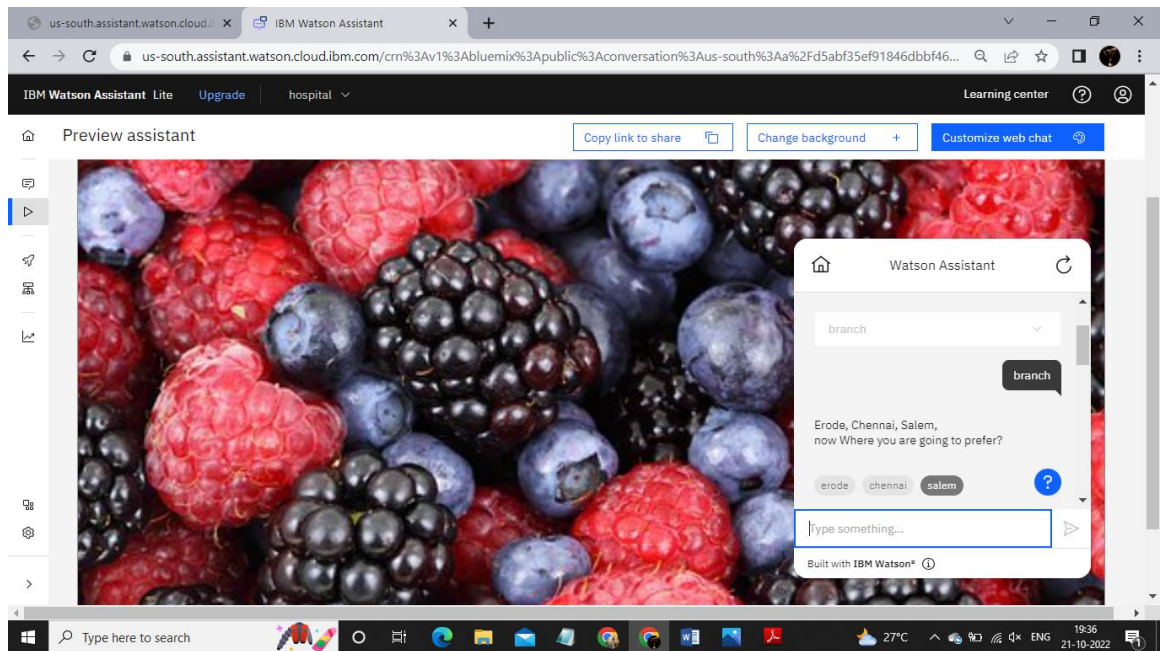 us-south.assistant.watson.cloud.i
IBM Watson Assistant
us-south.assistant.watson.cloud.ibm.com/crn%3Av1%3Abluemix%3Apublic%3Aconversation%3Aus-south%3Aa%2Fd5abf35ef91846dbbf46...
IBM Watson Assistant Lite Upgrade hospital Learning center
Preview assistant Copy link to share Change background + Customize web chat
Watson Assistant
branch
branch
Erode, Chennai, Salem,
now Where you are going to prefer?
erode chennai salem
Type something...
Built with IBM Watson®
Type here to search 27°C ENG 19:36
21-10-2022